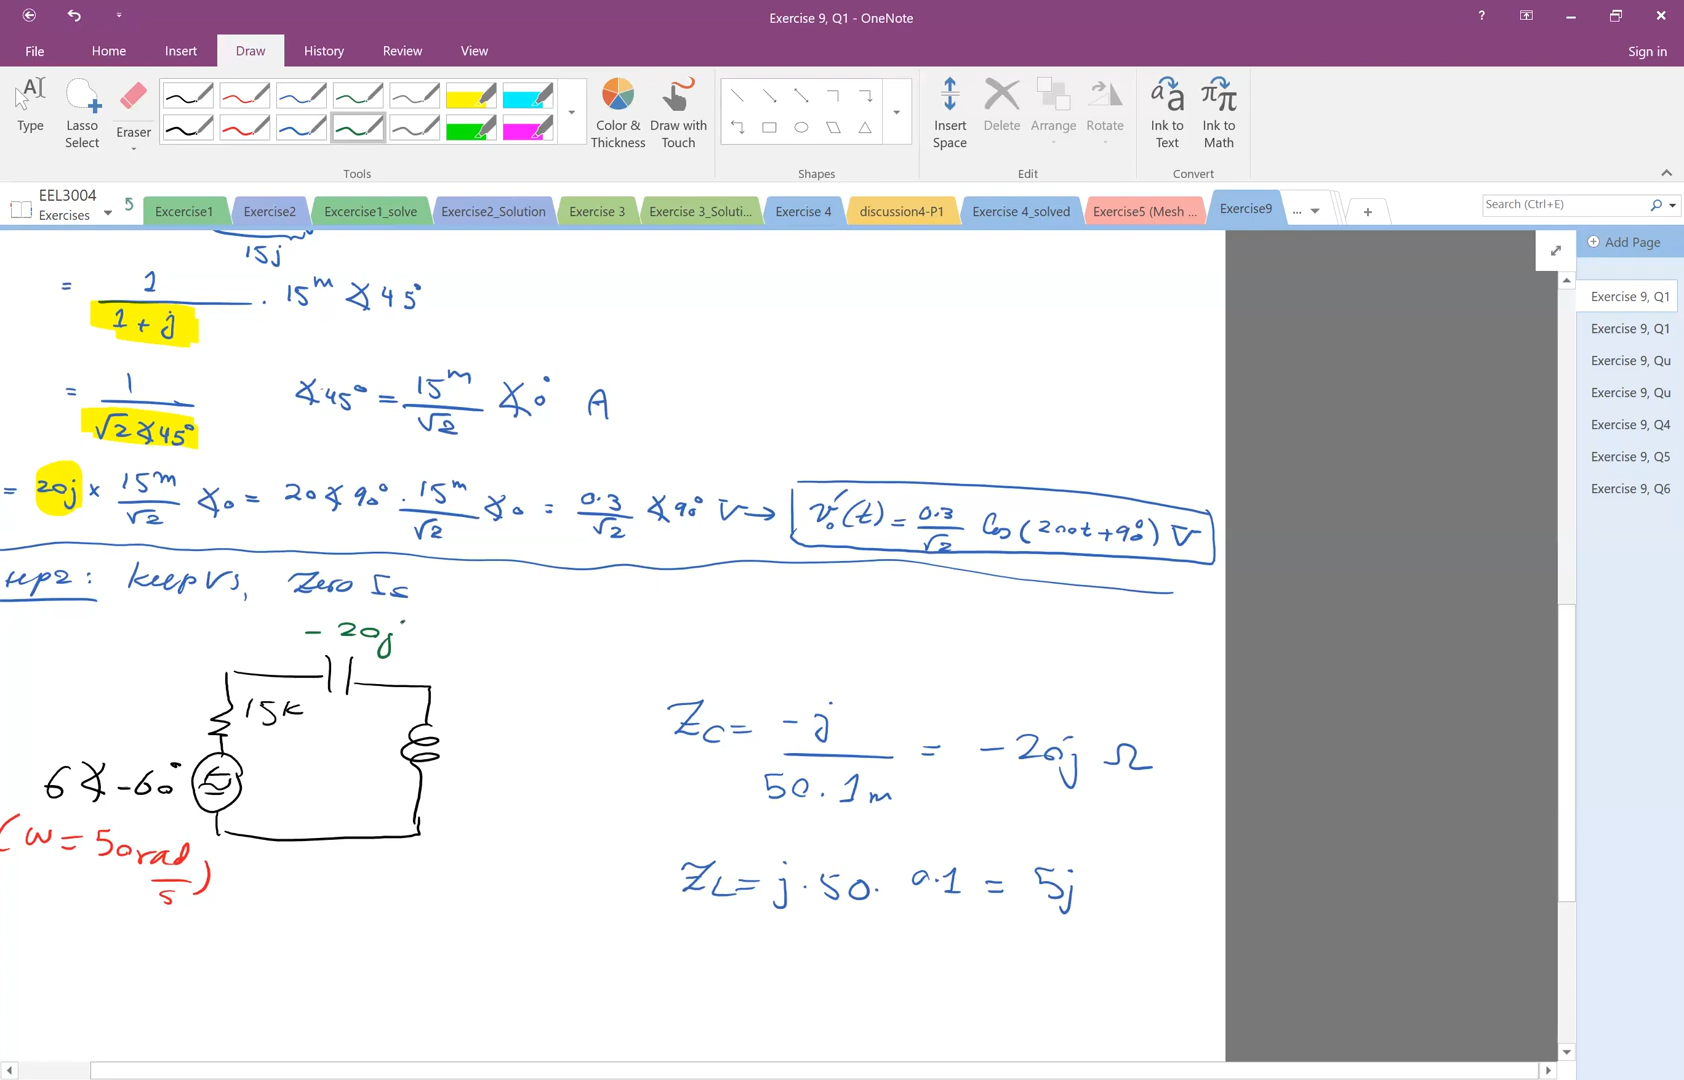 Exercise 9, Q1 - OneNote
?
File Home Insert Draw History Review View Sign in
Type
Lasso Select
Eraser
Color & Thickness
Draw with Touch
Insert Space
Delete
Arrange
Rotate
Ink to Text
Ink to Math
Tools Shapes Edit Convert
EEL3004
Exercises
Excercise1 Exercise2 Excercise1_solve Exercise2_Solution Exercise 3 Exercise 3_Soluti... Exercise 4 discussion4-P1 Exercise 4_solved Exercise5 (Mesh ... Exercise9 ... +
Search (Ctrl+E)
Add Page
Exercise 9, Q1
Exercise 9, Q1
Exercise 9, Qu
Exercise 9, Qu
Exercise 9, Q4
Exercise 9, Q5
Exercise 9, Q6
15j
= 1 / (1 + j) . 15m ∡45°
= 1 / (√2 ∡45°) ∡45° = 15m/√2 ∡0° A
= 20j × 15m/√2 ∡0 = 20∡90° . 15m/√2 ∡0 = 0.3/√2 ∡90° V → v₀'(t) = 0.3/√2 Cos(200t+90°) V
keep Vs, Zero Is
- 20j
15K
6∡-60°
(ω = 50 rad/s)
Zc = -j / (50.1m) = -20j Ω
ZL = j.50. 0.1 = 5j